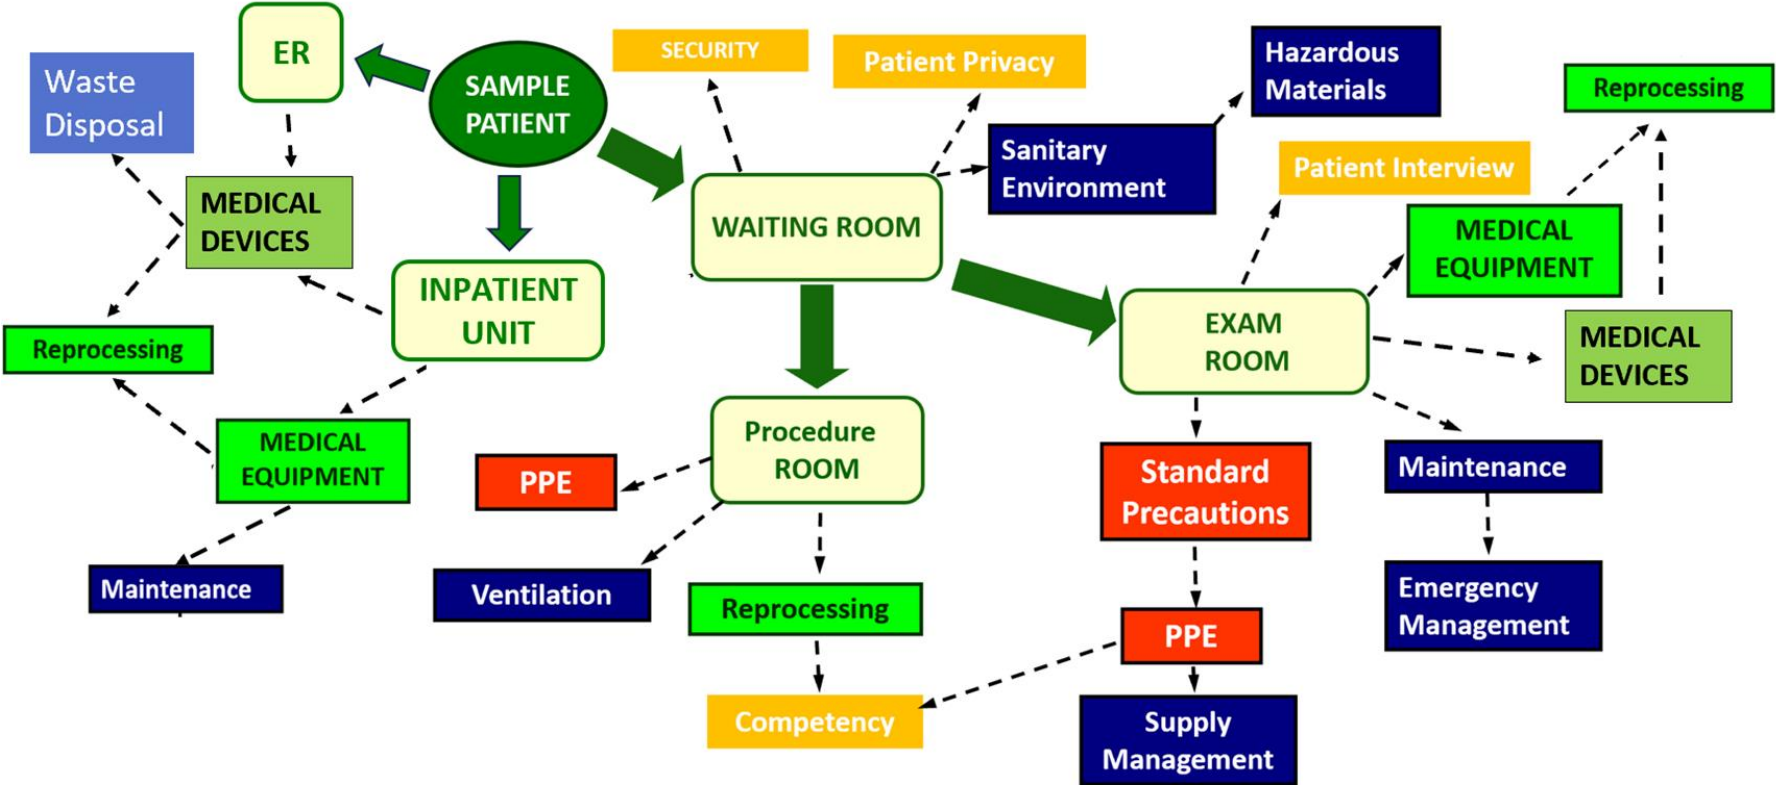 ER
SAMPLE
PATIENT
SECURITY
Patient Privacy
Hazardous
Materials
Waste
Disposal
Reprocessing
Sanitary
Environment
Patient Interview
MEDICAL
DEVICES
WAITING ROOM
MEDICAL
EQUIPMENT
INPATIENT
UNIT
EXAM
ROOM
MEDICAL
DEVICES
Reprocessing
Procedure
ROOM
MEDICAL
EQUIPMENT
PPE
Standard
Precautions
Maintenance
Maintenance
Ventilation
Reprocessing
Emergency
Management
PPE
Competency
Supply
Management